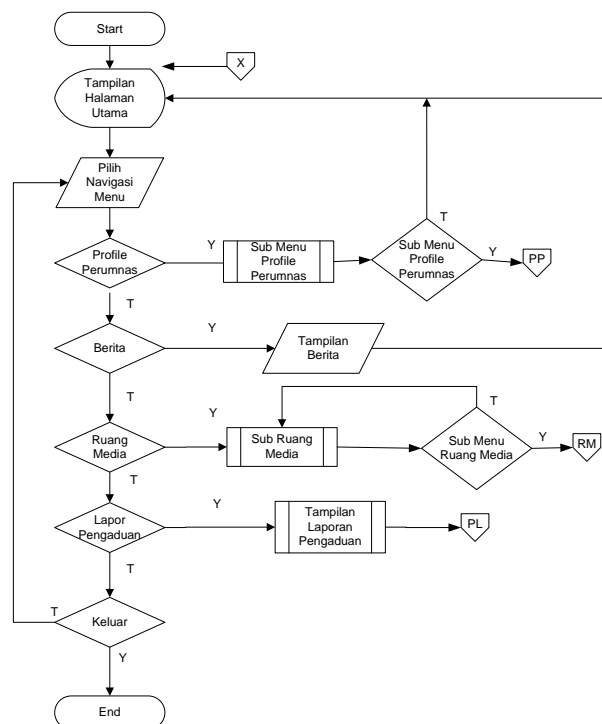 Start
X
Tampilan
Halaman
Utama
Pilih
Navigasi
Menu
T
Profile
Perumnas
Y
Sub Menu
Profile
Perumnas
Sub Menu
Profile
Perumnas
Y
PP
T
Berita
Y
Tampilan
Berita
T
T
Ruang
Media
Y
Sub Ruang
Media
Sub Menu
Ruang Media
Y
RM
T
Lapor
Pengaduan
Y
Tampilan
Laporan
Pengaduan
PL
T
T
Keluar
Y
End